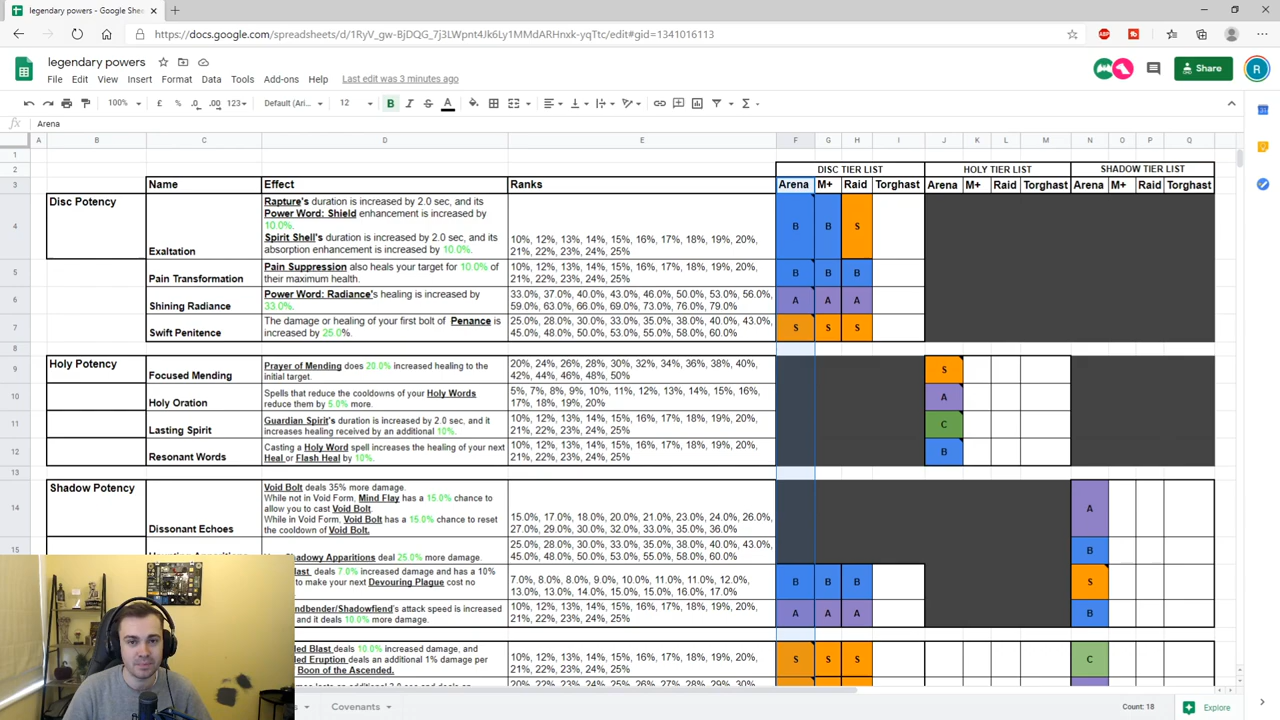 legendary powers - Google Shee
https://docs.google.com/spreadsheets/d/1RyV_gw-BjDQG_7j3LWpnt4Jk6Ly1MMdARHnxk-yqTtc/edit#gid=1341016113
legendary powers
File Edit View Insert Format Data Tools Add-ons Help Last edit was 3 minutes ago
Share
R
100% £ % .0 .00 123 Default (Ari... 12 B I S A
fx Arena
A B C D E F G H I J K L M N O P Q
1
2 DISC TIER LIST HOLY TIER LIST SHADOW TIER LIST
3 Name Effect Ranks Arena M+ Raid Torghast Arena M+ Raid Torghast Arena M+ Raid Torghast
Disc Potency
4 Exaltation
Rapture's duration is increased by 2.0 sec, and its
Power Word: Shield enhancement is increased by
10.0%.
Spirit Shell's duration is increased by 2.0 sec, and its
absorption enhancement is increased by 10.0%.
10%, 12%, 13%, 14%, 15%, 16%, 17%, 18%, 19%, 20%,
21%, 22%, 23%, 24%, 25%
B B S
5 Pain Transformation
Pain Suppression also heals your target for 10.0% of
their maximum health.
10%, 12%, 13%, 14%, 15%, 16%, 17%, 18%, 19%, 20%,
21%, 22%, 23%, 24%, 25%
B B B
6 Shining Radiance
Power Word: Radiance's healing is increased by
33.0%.
33.0%, 37.0%, 40.0%, 43.0%, 46.0%, 50.0%, 53.0%, 56.0%,
59.0%, 63.0%, 66.0%, 69.0%, 73.0%, 76.0%, 79.0%
A A A
7 Swift Penitence
The damage or healing of your first bolt of Penance is
increased by 25.0%.
25.0%, 28.0%, 30.0%, 33.0%, 35.0%, 38.0%, 40.0%, 43.0%,
45.0%, 48.0%, 50.0%, 53.0%, 55.0%, 58.0%, 60.0%
S S S
8
Holy Potency
9 Focused Mending
Prayer of Mending does 20.0% increased healing to the
initial target.
20%, 24%, 26%, 28%, 30%, 32%, 34%, 36%, 38%, 40%,
42%, 44%, 46%, 48%, 50%
S
10 Holy Oration
Spells that reduce the cooldowns of your Holy Words
reduce them by 5.0% more.
5%, 7%, 8%, 9%, 10%, 11%, 12%, 13%, 14%, 15%, 16%,
17%, 18%, 19%, 20%
A
11 Lasting Spirit
Guardian Spirit's duration is increased by 2.0 sec, and it
increases healing received by an additional 10%.
10%, 12%, 13%, 14%, 15%, 16%, 17%, 18%, 19%, 20%,
21%, 22%, 23%, 24%, 25%
C
12 Resonant Words
Casting a Holy Word spell increases the healing of your next
Heal or Flash Heal by 10%.
10%, 12%, 13%, 14%, 15%, 16%, 17%, 18%, 19%, 20%,
21%, 22%, 23%, 24%, 25%
B
13
Shadow Potency
14 Dissonant Echoes
Void Bolt deals 35% more damage.
While not in Void Form, Mind Flay has a 15.0% chance to
allow you to cast Void Bolt.
While in Void Form, Void Bolt has a 15.0% chance to reset
the cooldown of Void Bolt.
15.0%, 17.0%, 18.0%, 20.0%, 21.0%, 23.0%, 24.0%, 26.0%,
27.0%, 29.0%, 30.0%, 32.0%, 33.0%, 35.0%, 36.0%
A
15
Shadowy Apparitions deal 25.0% more damage.
25.0%, 28.0%, 30.0%, 33.0%, 35.0%, 38.0%, 40.0%, 43.0%,
45.0%, 48.0%, 50.0%, 53.0%, 55.0%, 58.0%, 60.0%
B
last deals 7.0% increased damage and has a 10%
to make your next Devouring Plague cost no
7.0%, 8.0%, 8.0%, 9.0%, 10.0%, 11.0%, 11.0%, 12.0%,
13.0%, 13.0%, 14.0%, 15.0%, 15.0%, 16.0%, 17.0%
B B B S
ndbender/Shadowfiend's attack speed is increased
it deals 10.0% more damage.
10%, 12%, 13%, 14%, 15%, 16%, 17%, 18%, 19%, 20%,
21%, 22%, 23%, 24%, 25%
A A A B
ed Blast deals 10.0% increased damage, and
ed Eruption deals an additional 1% damage per
Boon of the Ascended.
10%, 12%, 13%, 14%, 15%, 16%, 17%, 18%, 19%, 20%,
21%, 22%, 23%, 24%, 25%
S S S C
Covenants
Count: 18
Explore